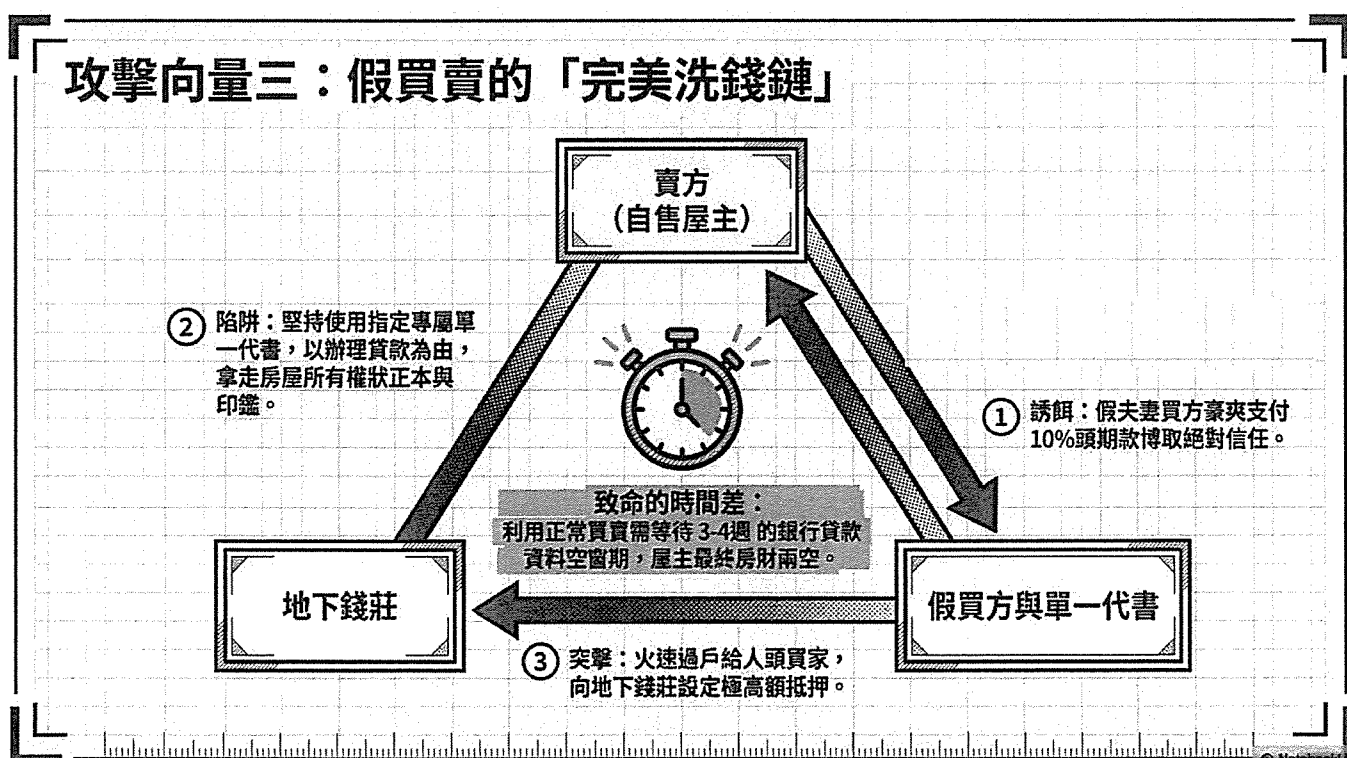 攻擊向量三：假買賣的「完美洗錢鏈」
賣方
（自售屋主）
② 陷阱：堅持使用指定專屬單
一代書，以辦理貸款為由，
拿走房屋所有權狀正本與
印鑑。
① 誘餌：假夫妻買方豪爽支付
10%頭期款博取絕對信任。
致命的時間差：
利用正常買賣需等待 3-4週 的銀行貸款
資料空窗期，屋主最終房財兩空。
地下錢莊
假買方與單一代書
③ 突擊：火速過戶給人頭買家，
向地下錢莊設定極高額抵押。